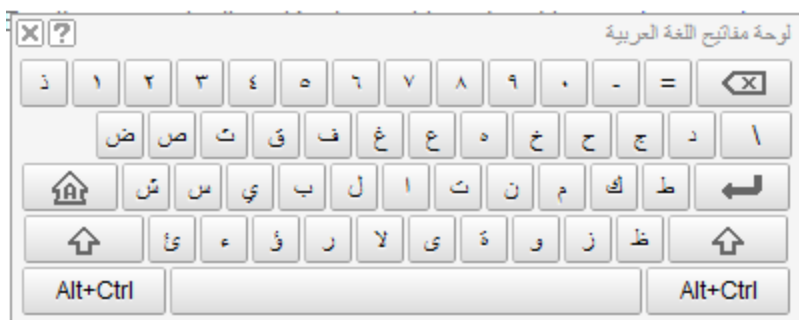 لوحة مفاتيح اللغة العربية ? X
ذ ١ ٢ ٣ ٤ ٥ ٦ ٧ ٨ ٩ ٠ - =
ض ص ث ق ف غ ع ه خ ح ج د \
ش س ي ب ل ا ت ن م ك ط
ئ ء ؤ ر لا ى ة و ز ظ
Alt+Ctrl Alt+Ctrl